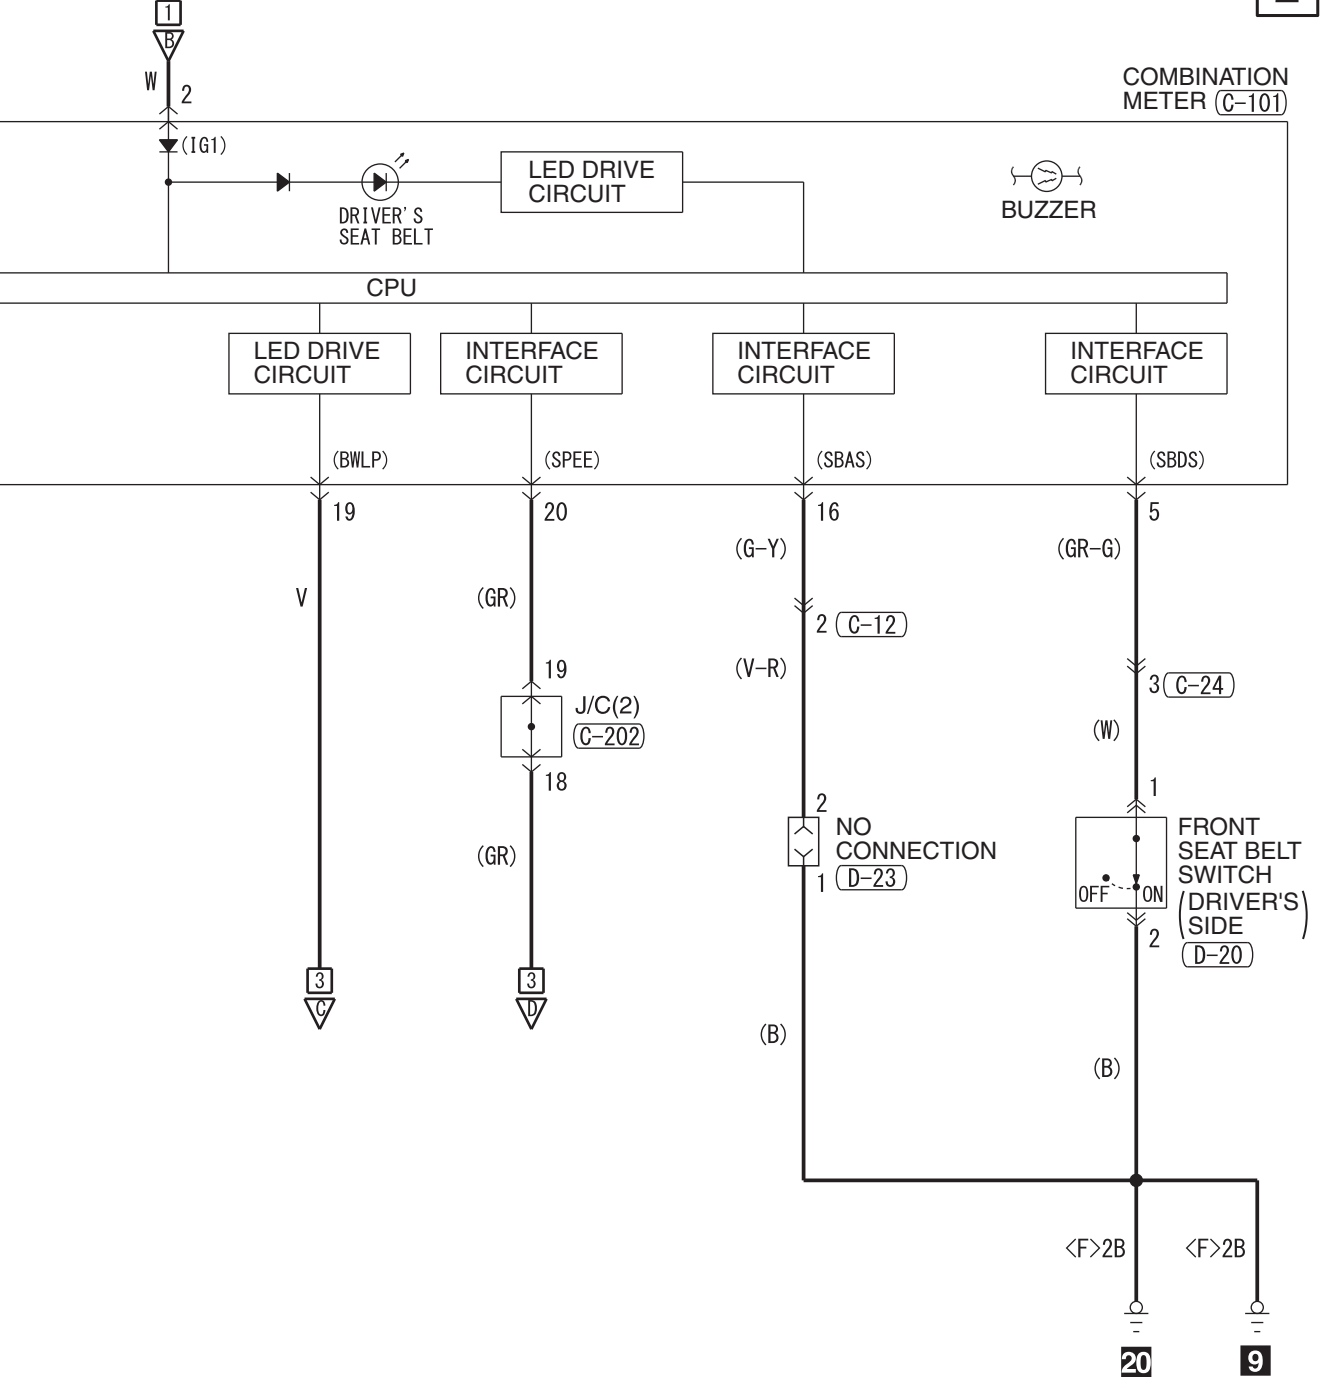 1
B
W
2
COMBINATION
METER C-101
(IG1)
LED DRIVE
CIRCUIT
DRIVER'S
SEAT BELT
BUZZER
CPU
LED DRIVE
CIRCUIT
INTERFACE
CIRCUIT
INTERFACE
CIRCUIT
INTERFACE
CIRCUIT
(BWLP)
(SPEE)
(SBAS)
(SBDS)
19
20
16
5
(G-Y)
(GR-G)
V
(GR)
2 C-12
19
(V-R)
3 C-24
J/C(2)
C-202
(W)
18
1
2
NO
CONNECTION
1 D-23
FRONT
SEAT BELT
SWITCH
(DRIVER'S
SIDE)
D-20
OFF
ON
2
(GR)
3
C
3
D
(B)
(B)
<F>2B
<F>2B
20
9